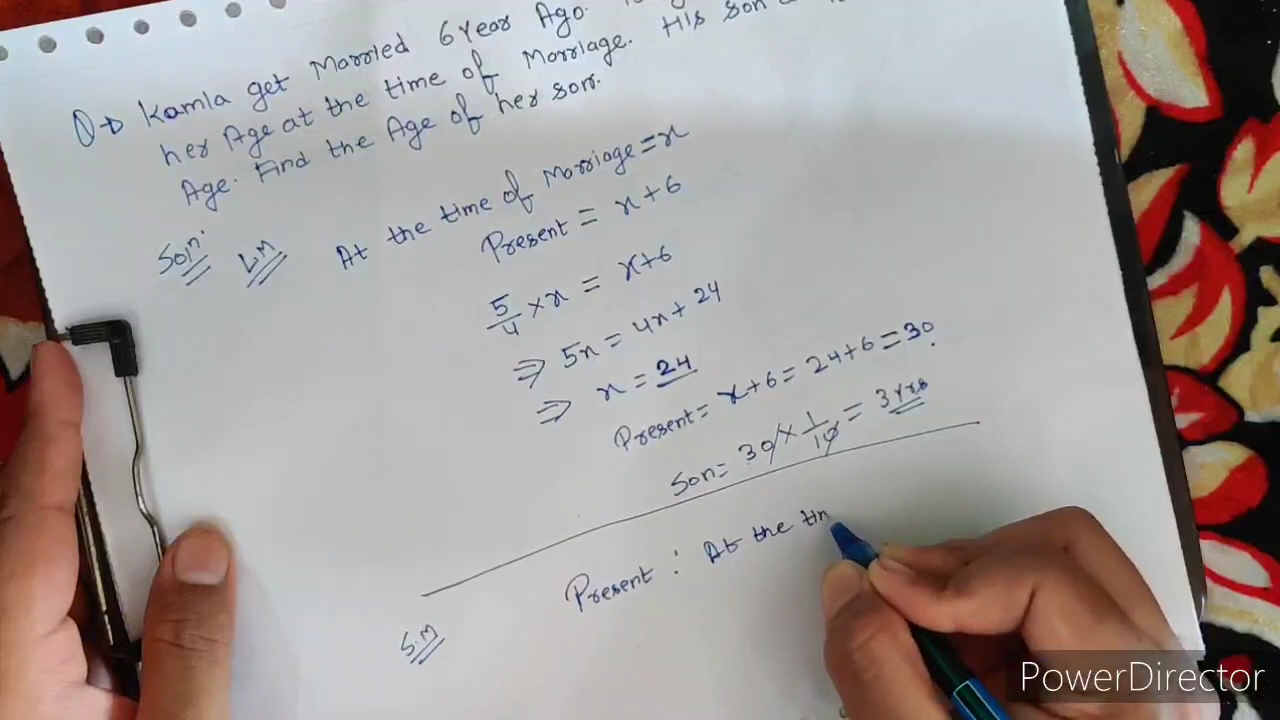 Q→ Kamla get Married 6 Year Ago.
her Age at the time of Marriage. His son
Age. Find the Age of her son.
Soln. L.M At the time of Marriage = x
Present = x+6
5/4 × x = x+6
⇒ 5x = 4x + 24
⇒ x = 24
Present = x+6 = 24+6 = 30.
Son = 30 × 1/10 = 3 Yrs
S.M Present : At the tim
PowerDirector